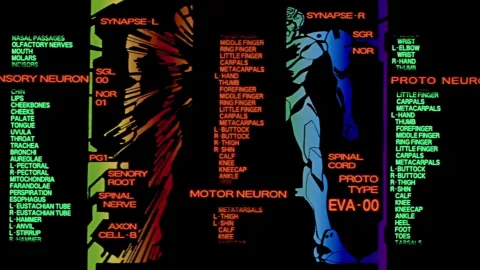 NASAL PASSAGES
OLFACTORY NERVES
MOUTH
MOLARS
INCISORS
ENSORY NEURON
CHIN
LIPS
CHEEKBONES
CHEEKS
PALATE
TONGUE
UVULA
THROAT
TRACHEA
BRONCHI
AUREOLAE
L-PECTORAL
R-PECTORAL
MITOCHONDRIA
FARANDOLAE
PERSPIRATION
ESOPHAGUS
L-EUSTACHIAN TUBE
R-EUSTACHIAN TUBE
L-HAMMER
L-ANVIL
L-STIRRUP
R-HAMMER
SYNAPSE-L
SGL
00
NOR
01
PG1
SENORY
ROOT
SPINAL
NERVE
AXON
CELL-B
MIDDLE FINGER
RING FINGER
LITTLE FINGER
CARPALS
METACARPALS
L-HAND
THUMB
FOREFINGER
MIDDLE FINGER
RING FINGER
LITTLE FINGER
CARPALS
METACARPALS
L-BUTTOCK
R-BUTTOCK
R-THIGH
R-SHIN
CALF
KNEE
KNEECAP
ANKLE
MOTOR NEURON
METATARSALS
L-THIGH
L-SHIN
CALF
KNEE
SYNAPSE-R
SGR
NOR
SPINAL
CORD
PROTO
TYPE
EVA-00
WRIST
L-ELBOW
WRIST
R-HAND
THUMB
PROTO NEURO
LITTLE FINGER
CARPALS
METACARPALS
L-HAND
THUMB
FOREFINGER
MIDDLE FINGER
RING FINGER
LITTLE FINGER
CARPALS
METACARPALS
L-BUTTOCK
R-BUTTOCK
R-THIGH
R-SHIN
CALF
KNEE
KNEECAP
ANKLE
HEEL
FOOT
TOES
TARSALS